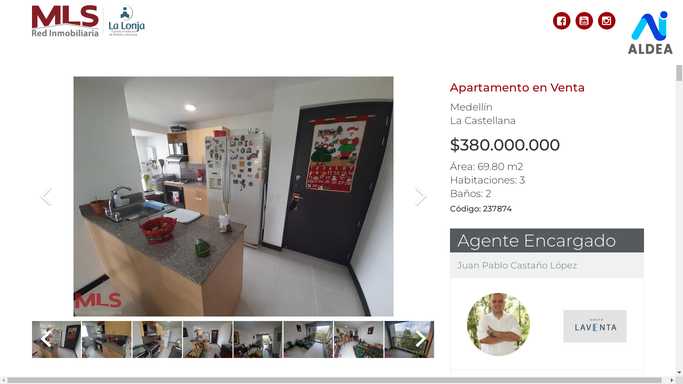 MLS
Red Inmobiliaria
La Lonja
ALDEA
Apartamento en Venta
Medellín
La Castellana
$380.000.000
Área: 69.80 m2
Habitaciones: 3
Baños: 2
Código: 237874
MLS
Agente Encargado
Juan Pablo Castaño López
LAVENTA